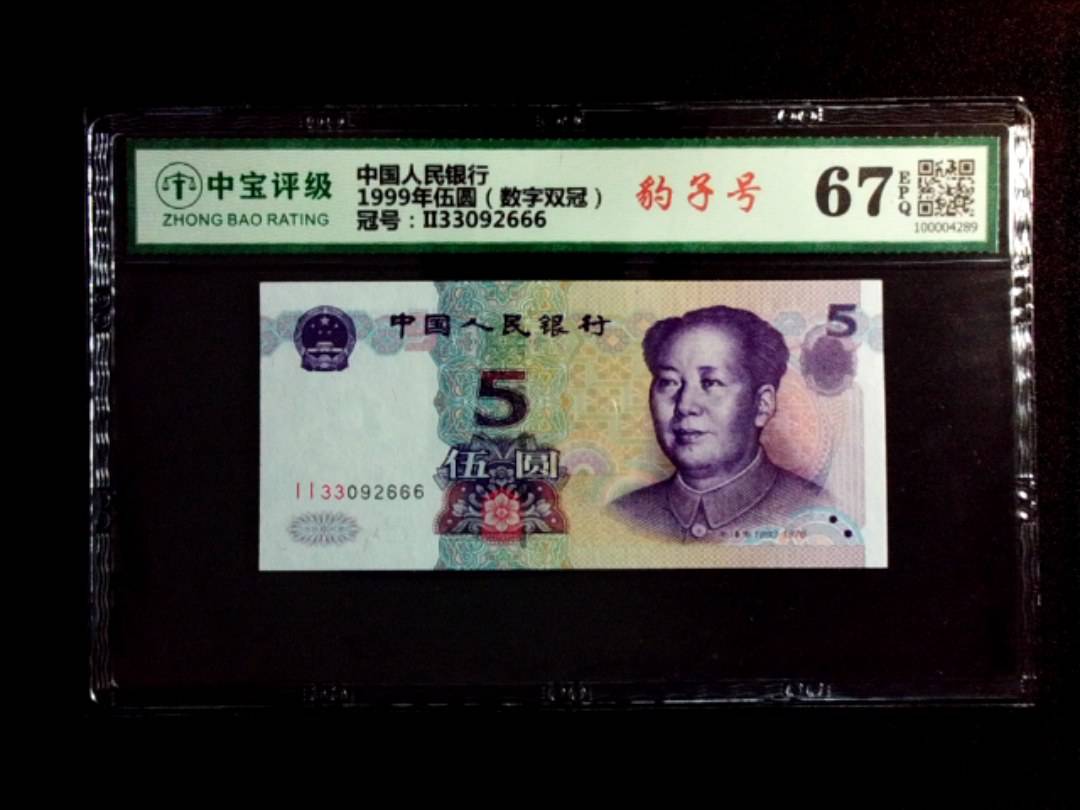 中宝评级
ZHONG BAO RATING
中国人民银行
1999年伍圆（数字双冠）
冠号：II33092666
豹子号
67
EPQ
100004289
中国人民银行
5
5
伍圆
II33092666